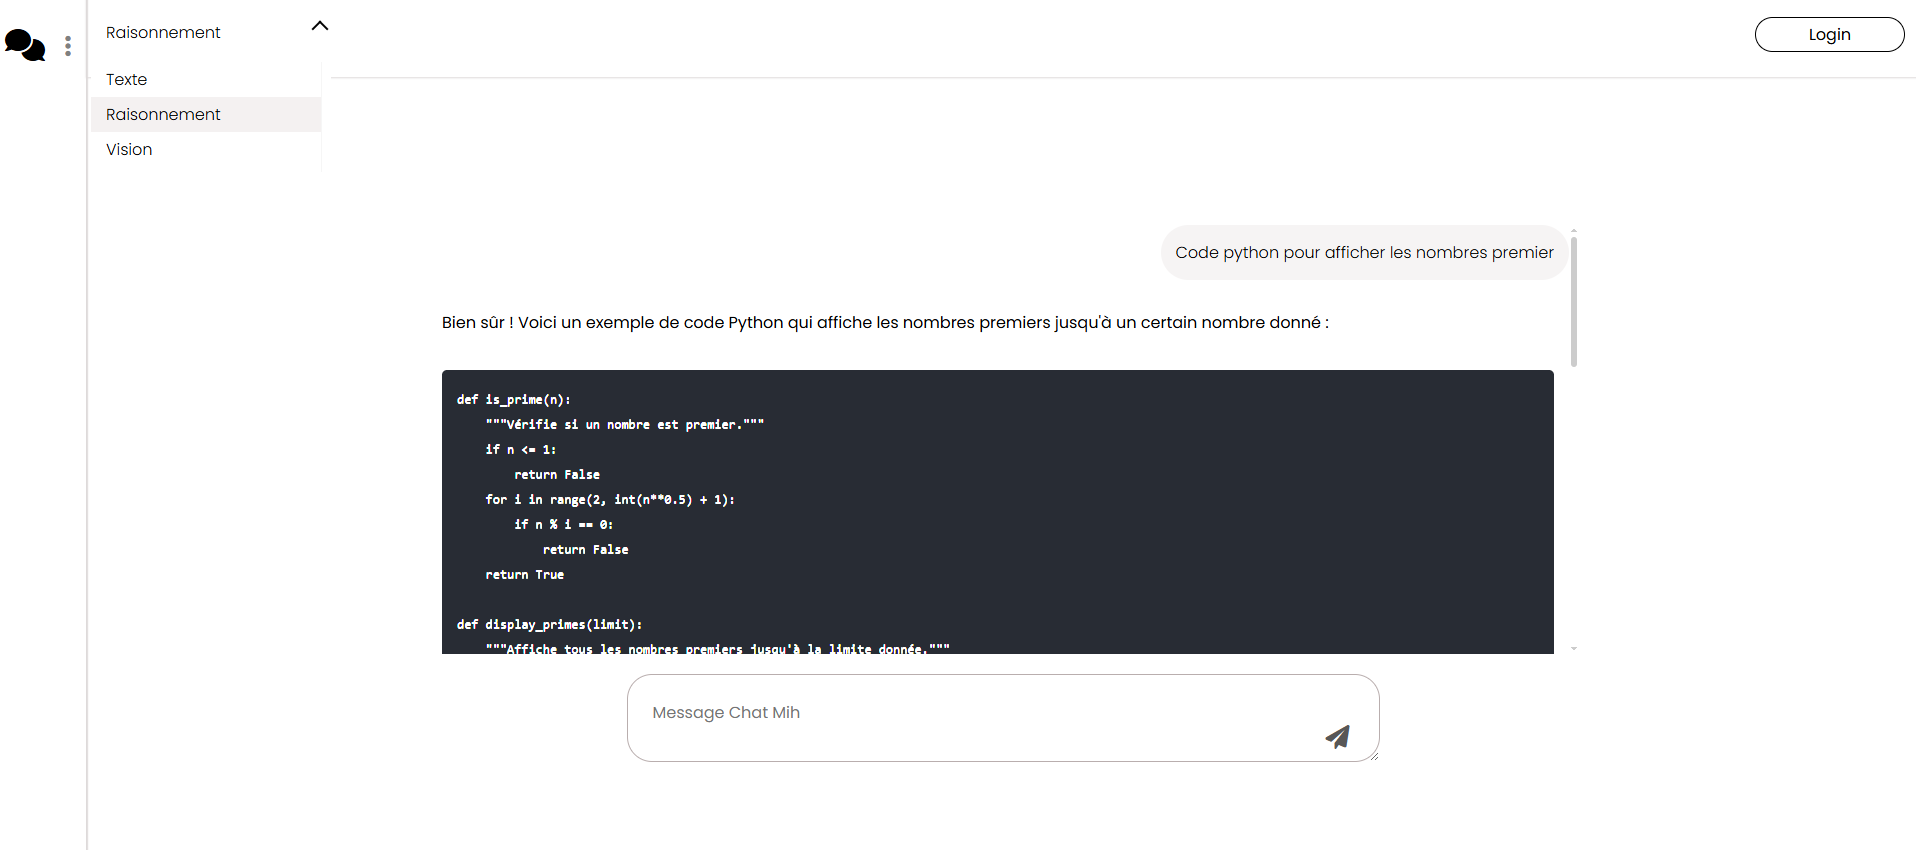 Raisonnement
Login
Texte
Raisonnement
Vision
Code python pour afficher les nombres premier
Bien sûr ! Voici un exemple de code Python qui affiche les nombres premiers jusqu'à un certain nombre donné :
def is_prime(n):
    """Vérifie si un nombre est premier."""
    if n <= 1:
        return False
    for i in range(2, int(n**0.5) + 1):
        if n % i == 0:
            return False
    return True
def display_primes(limit):
    """Affiche tous les nombres premiers jusqu'à la limite donnée."""
Message Chat Mih